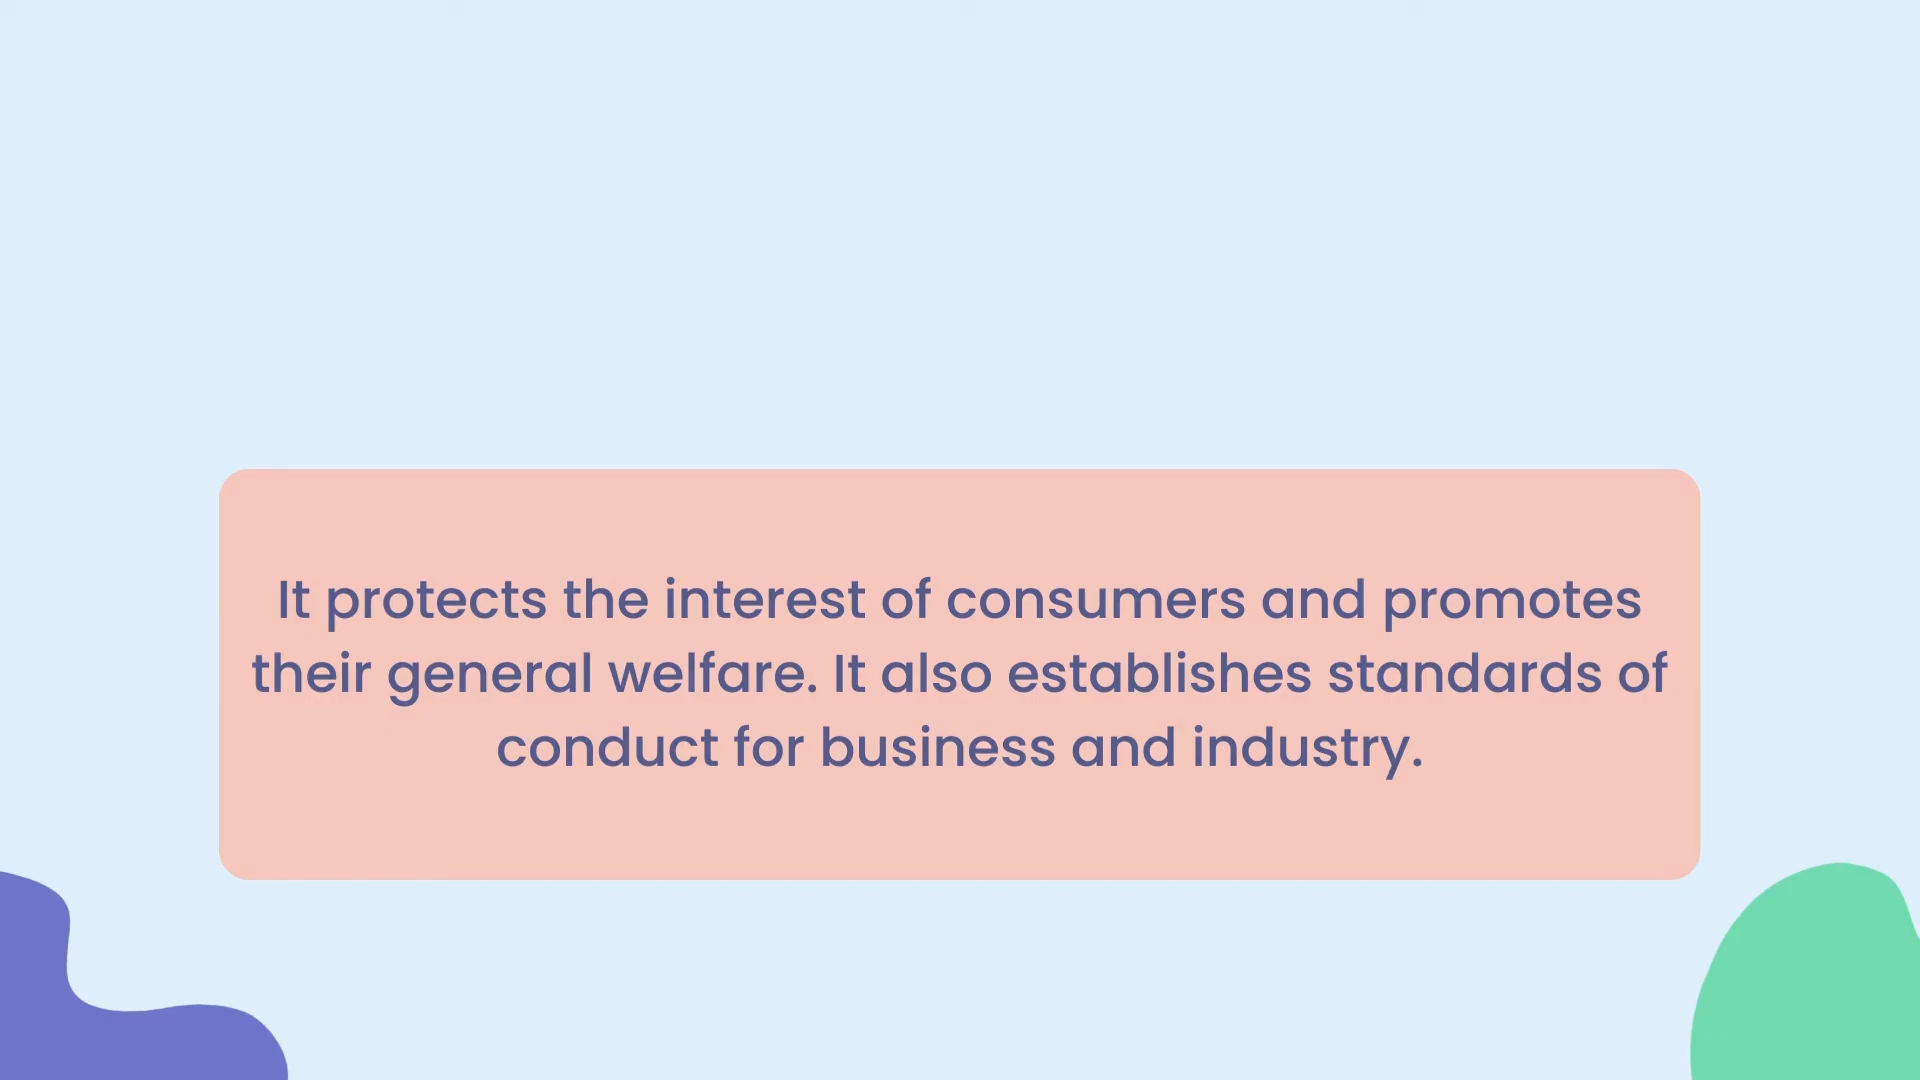 It protects the interest of consumers and promotes
their general welfare. It also establishes standards of
conduct for business and industry.